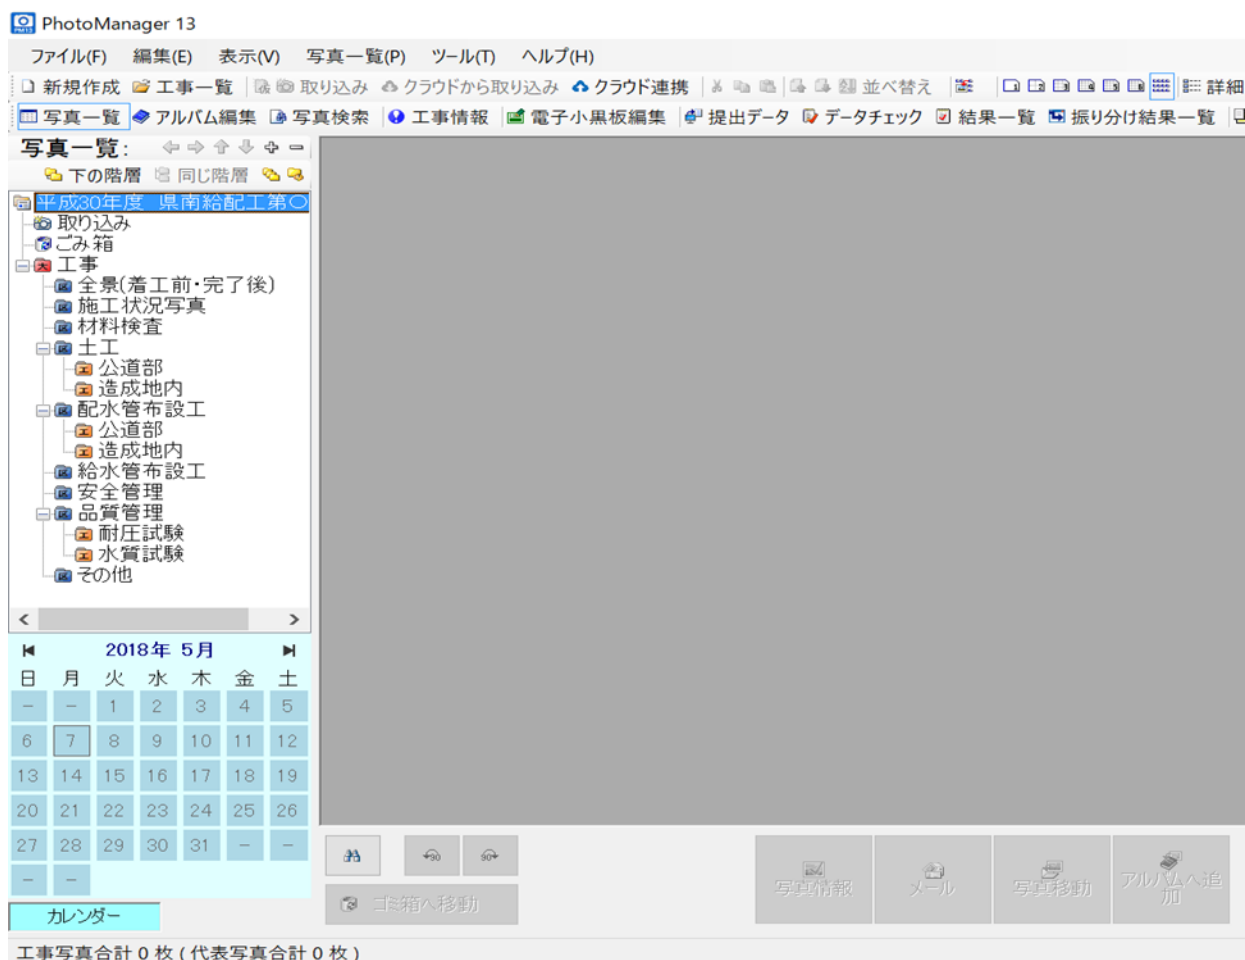 PhotoManager 13
ファイル(F) 編集(E) 表示(V) 写真一覧(P) ツール(T) ヘルプ(H)
新規作成 工事一覧 取り込み クラウドから取り込み クラウド連携 並べ替え 詳細
写真一覧 アルバム編集 写真検索 工事情報 電子小黒板編集 提出データ データチェック 結果一覧 振り分け結果一覧
写真一覧:
下の階層 同じ階層
平成30年度 県南給配工第〇
取り込み
ごみ箱
工事
全景(着工前・完了後)
施工状況写真
材料検査
土工
公道部
造成地内
配水管布設工
公道部
造成地内
給水管布設工
安全管理
品質管理
耐圧試験
水質試験
その他
2018年 5月
日 月 火 水 木 金 土
- - 1 2 3 4 5
6 7 8 9 10 11 12
13 14 15 16 17 18 19
20 21 22 23 24 25 26
27 28 29 30 31 - -
- -
カレンダー
90 90
ゴミ箱へ移動
写真情報 メール 写真移動 アルバムへ追加
工事写真合計 0 枚 ( 代表写真合計 0 枚 )